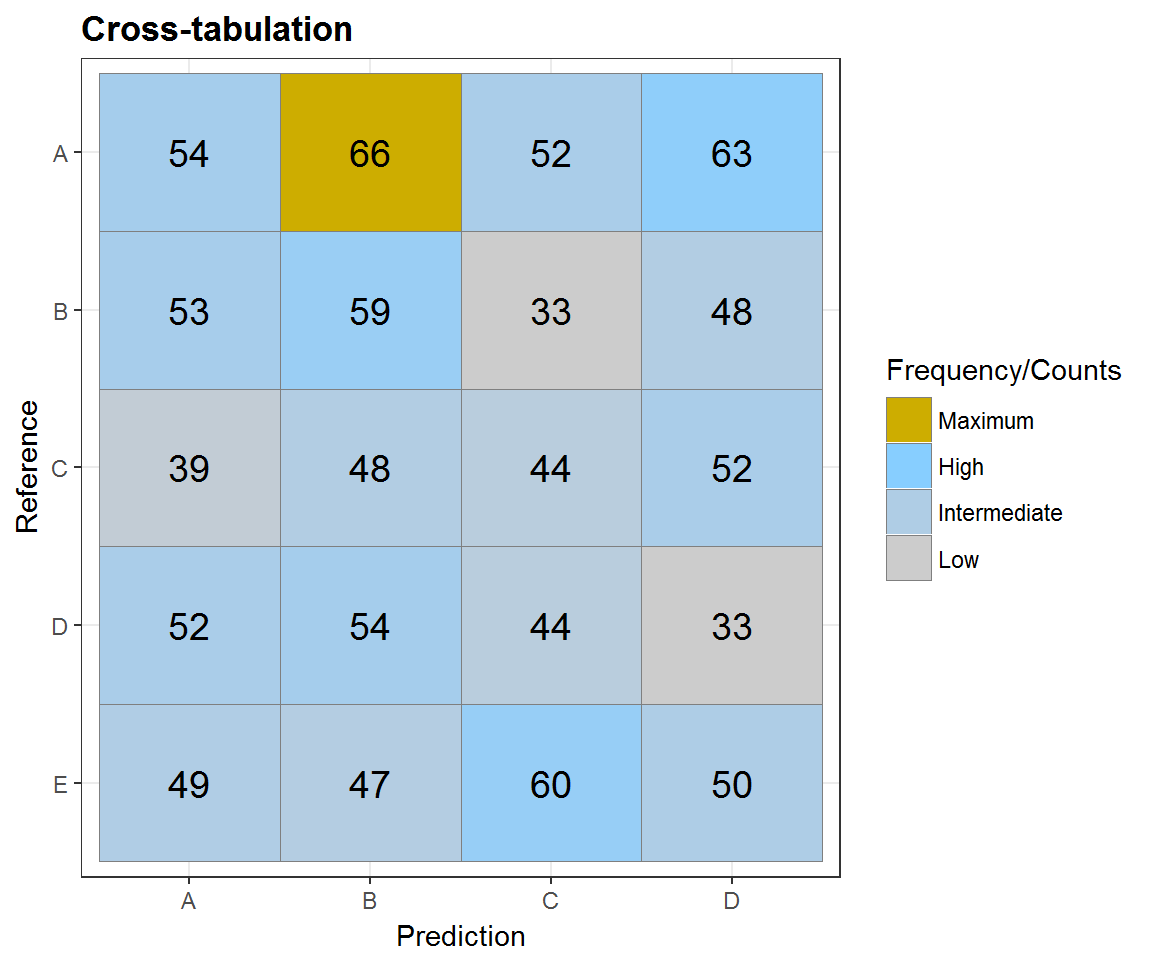 Cross-tabulation
A 54 66 52 63
B 53 59 33 48
C 39 48 44 52
D 52 54 44 33
E 49 47 60 50
A B C D
Prediction
Reference
Frequency/Counts
Maximum
High
Intermediate
Low